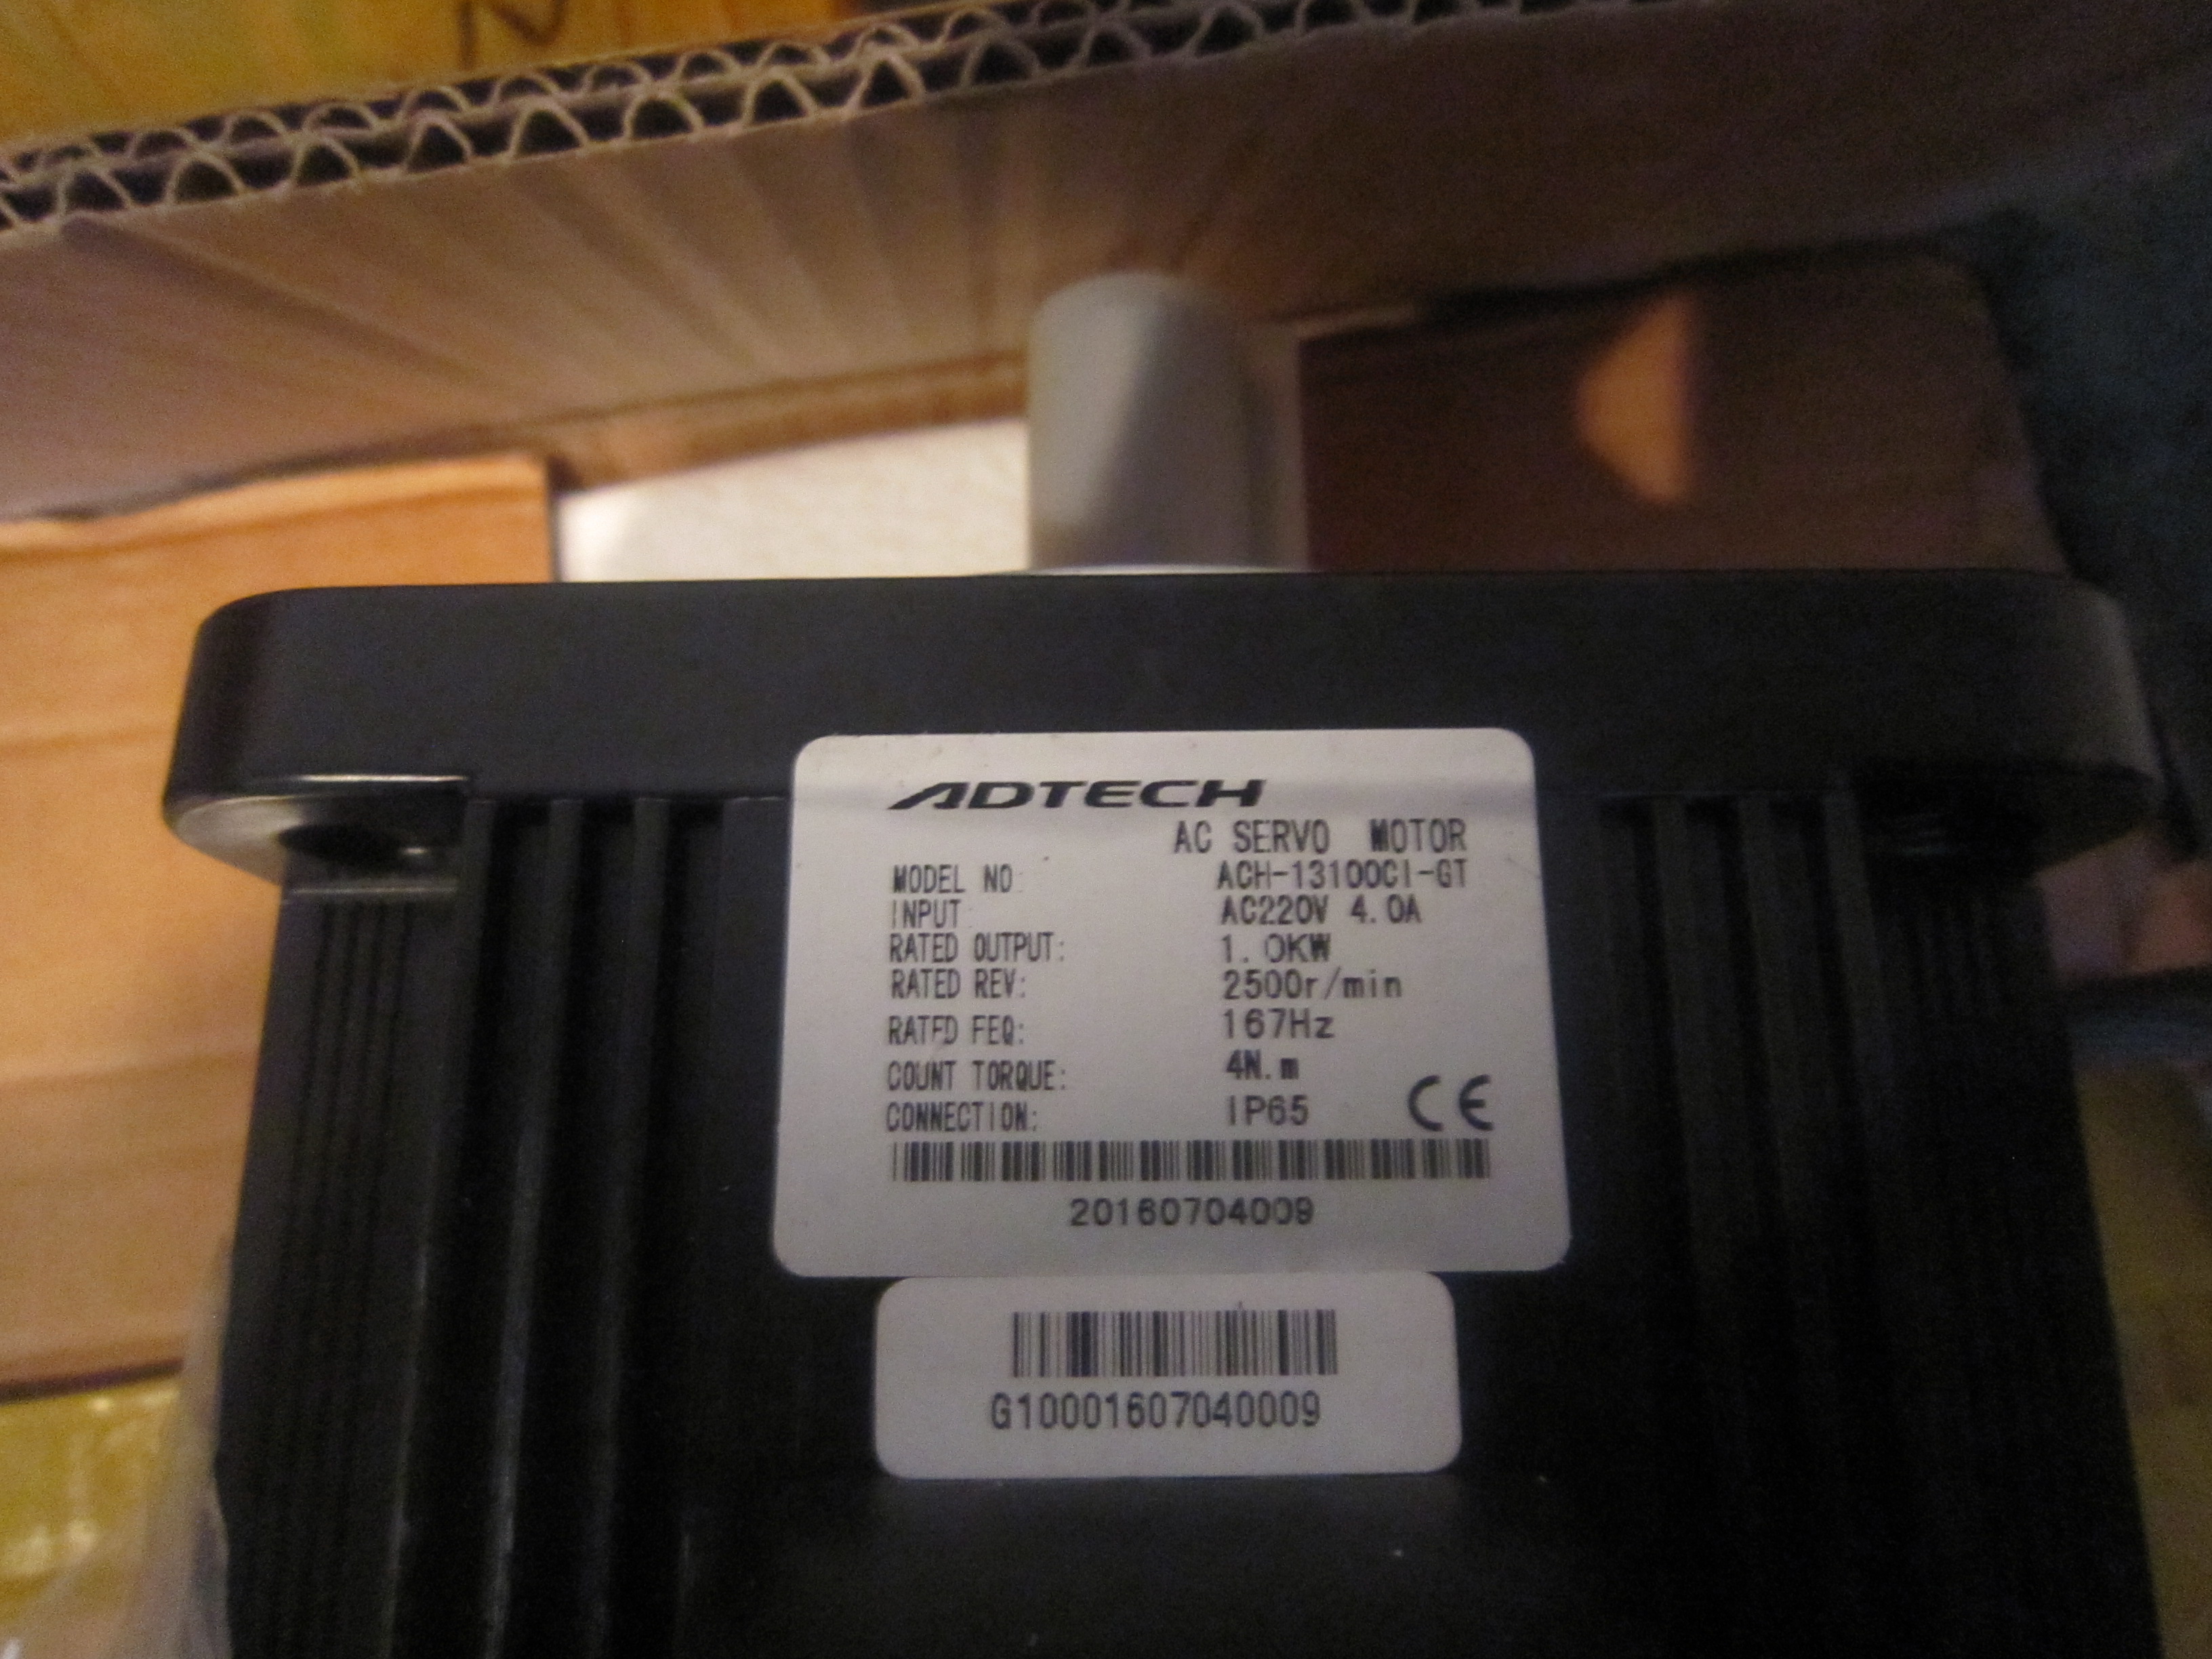 ADTECH
AC SERVO MOTOR
MODEL NO: ACH-13100CI-GT
INPUT: AC220V 4.0A
RATED OUTPUT: 1.0KW
RATED REV: 2500r/min
RATED FEQ: 167Hz
COUNT TORQUE: 4N.m
CONNECTION: IP65 CE
20160704009
G10001607040009